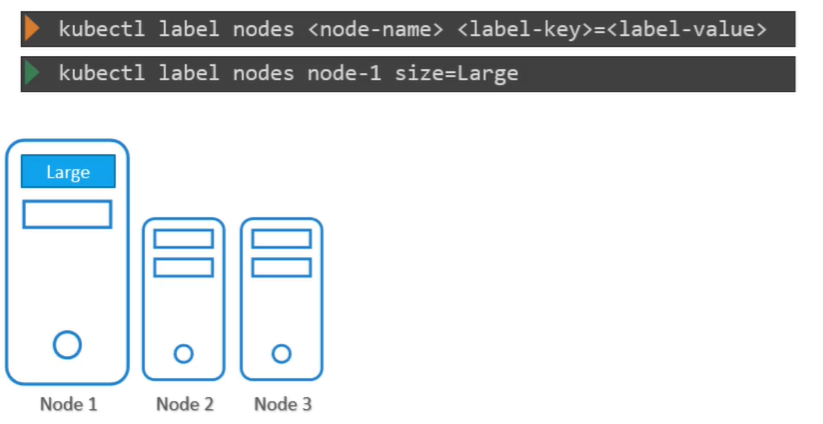 kubectl label nodes <node-name> <label-key>=<label-value>
kubectl label nodes node-1 size=Large
Large
Node 1
Node 2
Node 3